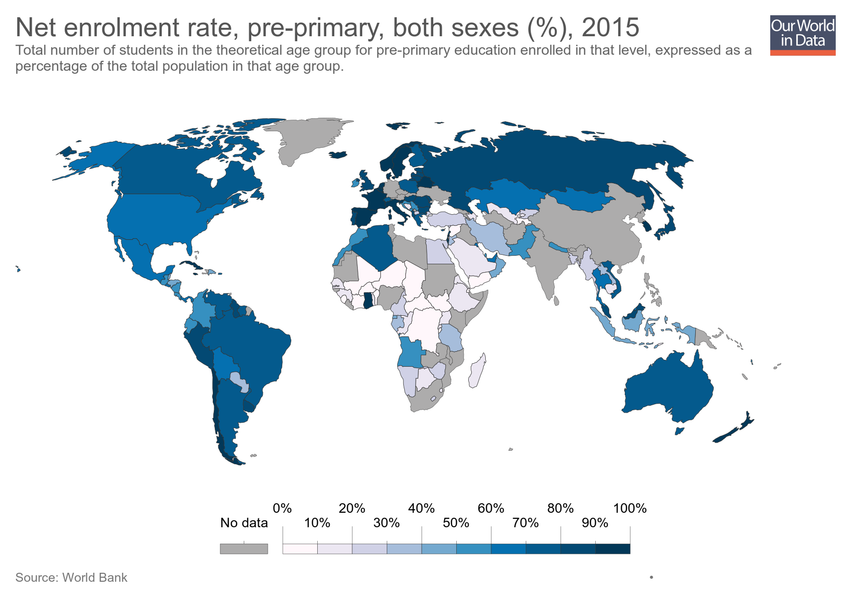 Net enrolment rate, pre-primary, both sexes (%), 2015
Our World
in Data
Total number of students in the theoretical age group for pre-primary education enrolled in that level, expressed as a
percentage of the total population in that age group.
0% 20% 40% 60% 80% 100%
No data 10% 30% 50% 70% 90%
Source: World Bank